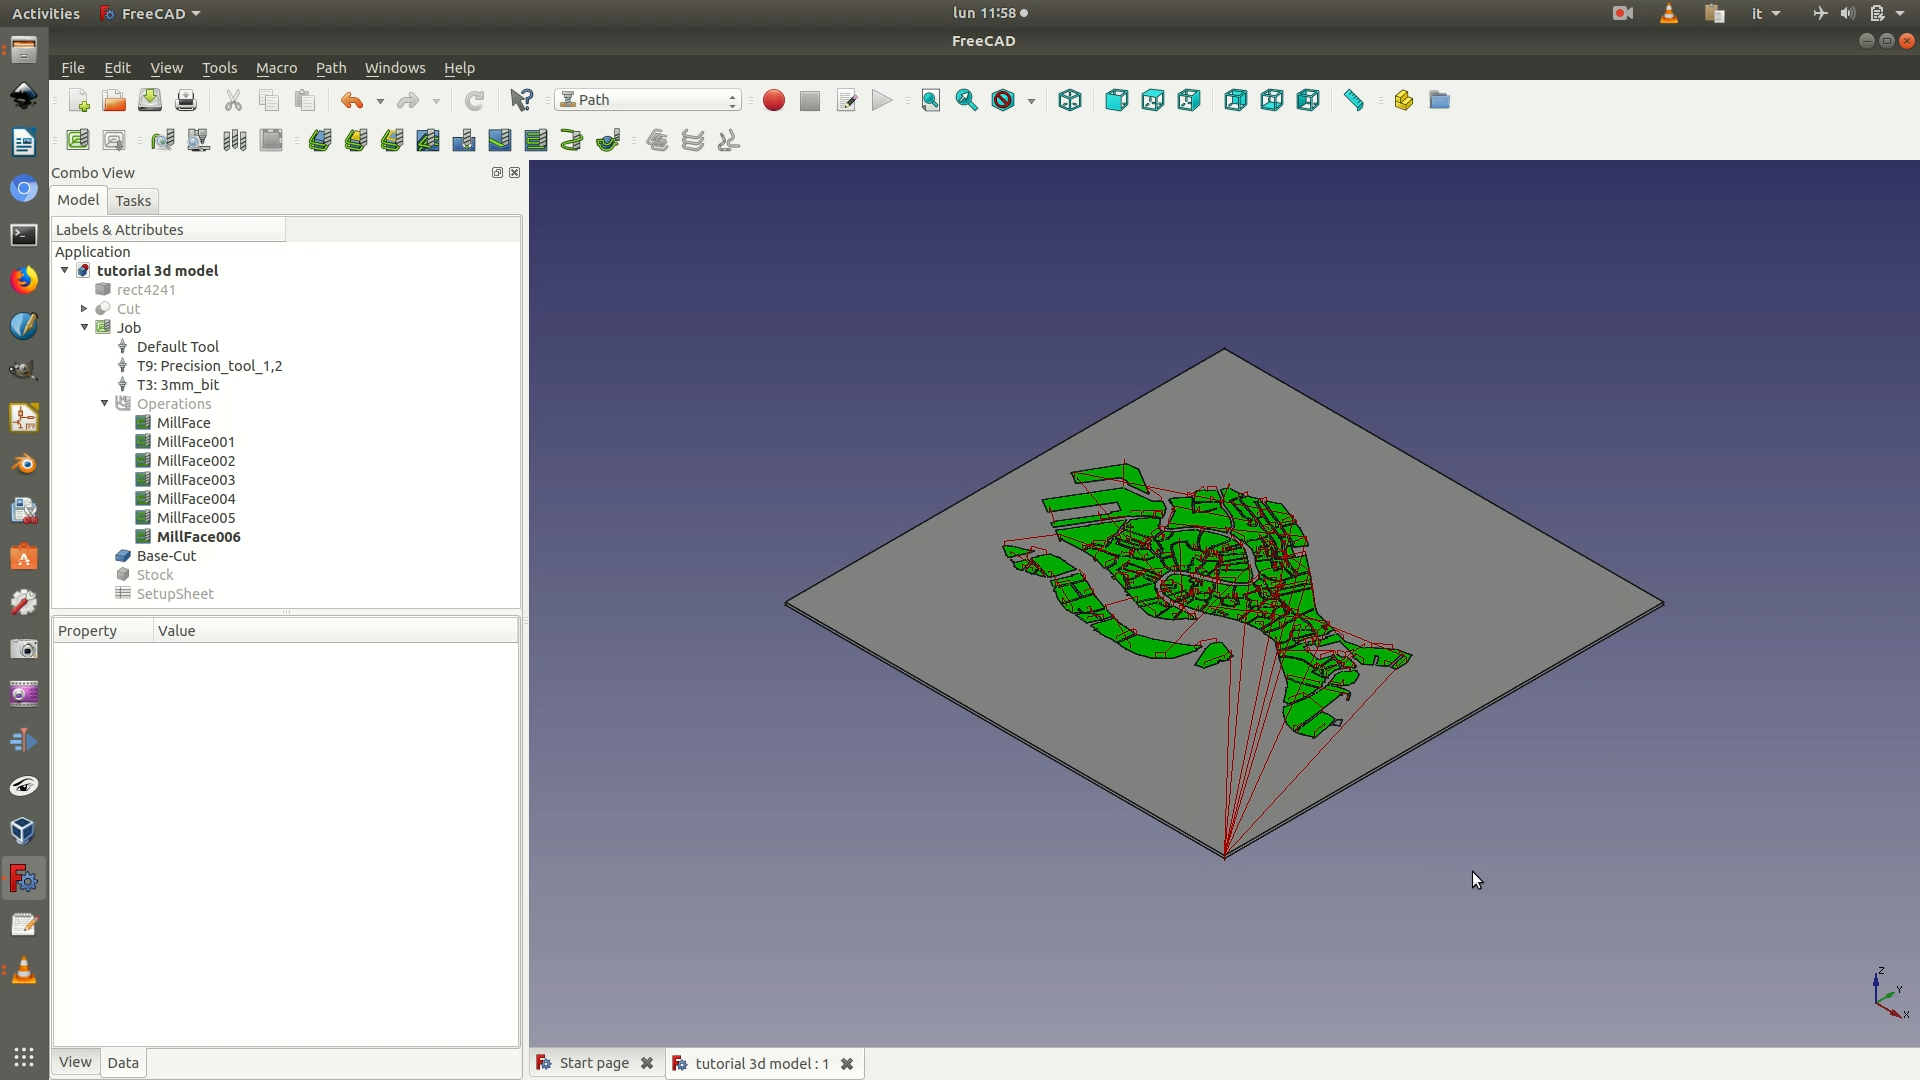 Activities FreeCAD lun 11:58 it
FreeCAD
File Edit View Tools Macro Path Windows Help
Path
Combo View
Model Tasks
Labels & Attributes
Application
tutorial 3d model
rect4241
Cut
Job
Default Tool
T9: Precision_tool_1,2
T3: 3mm_bit
Operations
MillFace
MillFace001
MillFace002
MillFace003
MillFace004
MillFace005
MillFace006
Base-Cut
Stock
SetupSheet
Property Value
Z
Y
X
View Data
Start page tutorial 3d model : 1